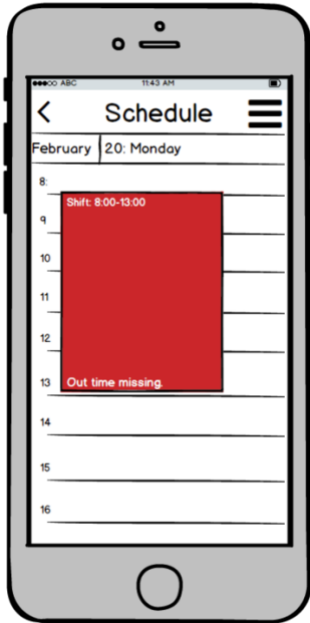 ●●●○○ ABC 11:43 AM
< Schedule
February 20: Monday
8:
Shift: 8:00-13:00
9
10
11
12
13 Out time missing.
14
15
16